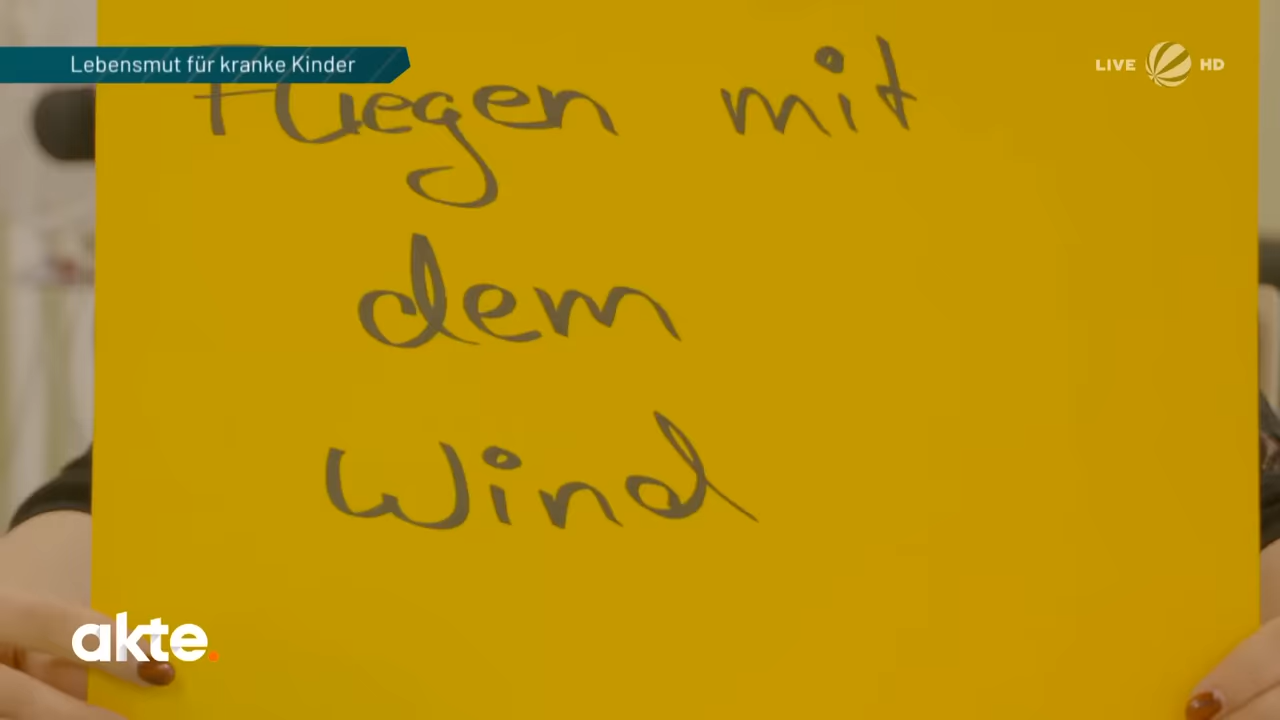 Lebensmut für kranke Kinder
LIVE HD
Fliegen mit
dem
Wind
akte.